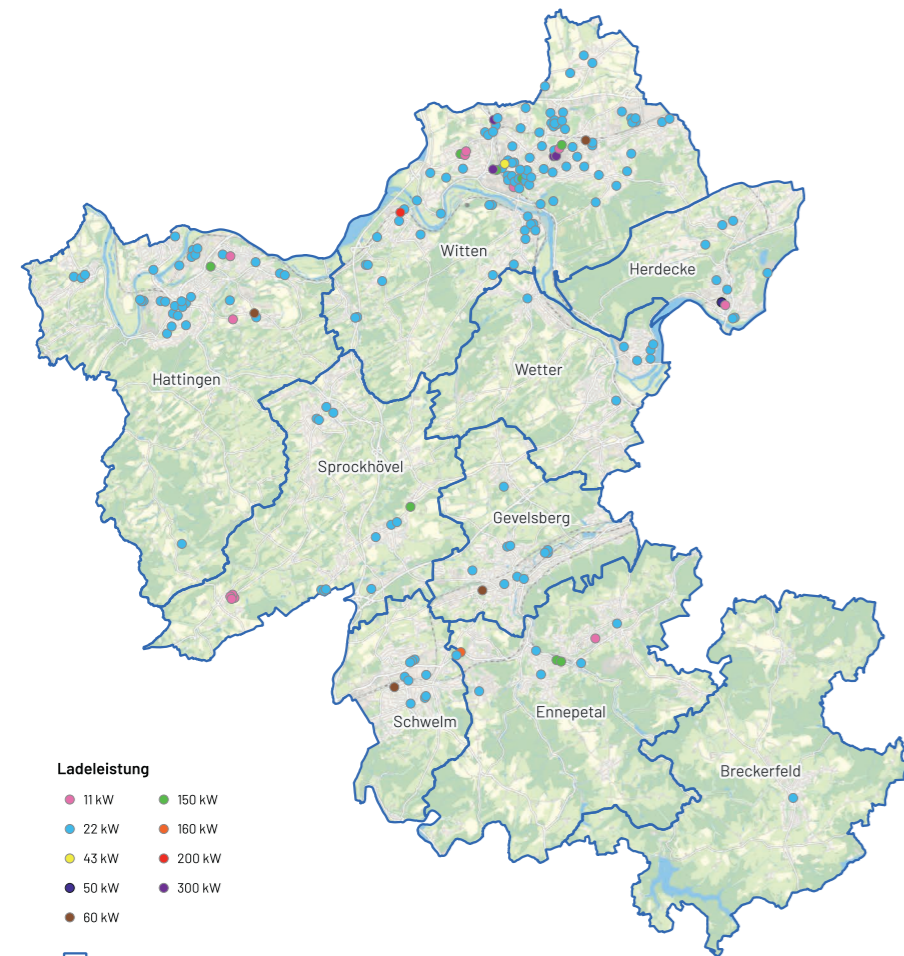 Witten
Herdecke
Hattingen
Wetter
Sprockhövel
Gevelsberg
Schwelm
Ennepetal
Breckerfeld
Ladeleistung
11 kW
22 kW
43 kW
50 kW
60 kW
150 kW
160 kW
200 kW
300 kW